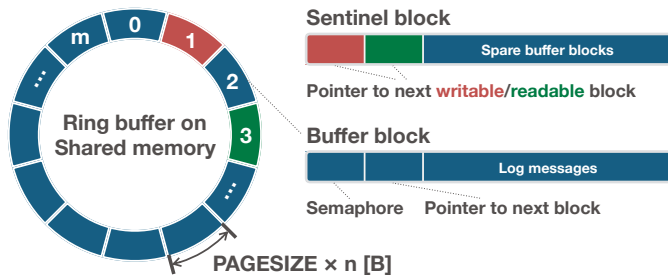 m
0
1
2
3
...
...
Ring buffer on
Shared memory
PAGESIZE × n [B]
Sentinel block
Spare buffer blocks
Pointer to next writable/readable block
Buffer block
Log messages
Semaphore Pointer to next block